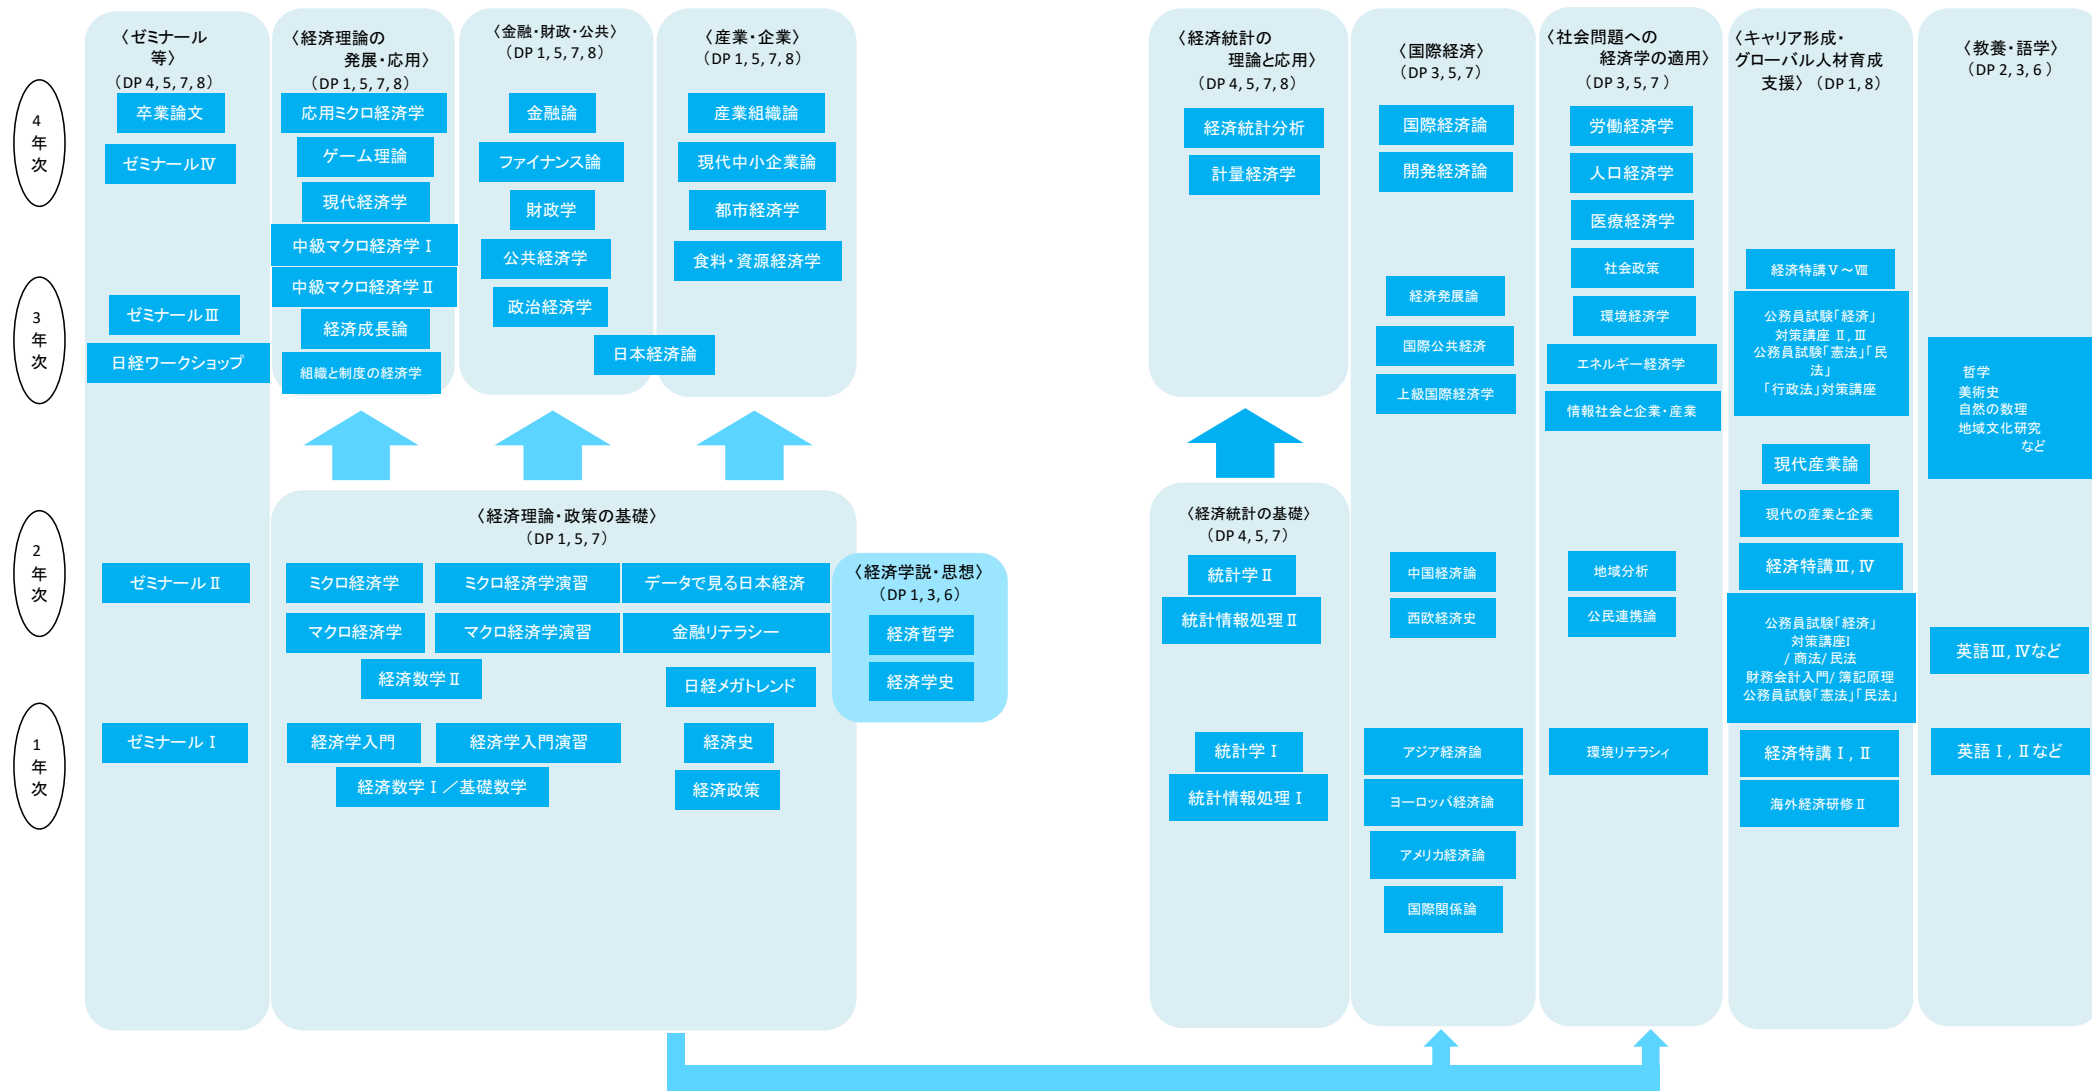 4
年
次
3
年
次
2
年
次
1
年
次
〈ゼミナール
等〉
(DP 4, 5, 7, 8)
卒業論文
ゼミナールⅣ
ゼミナールⅢ
日経ワークショップ
ゼミナールⅡ
ゼミナールⅠ
〈経済理論の
発展・応用〉
(DP 1, 5, 7, 8)
応用ミクロ経済学
ゲーム理論
現代経済学
中級マクロ経済学Ⅰ
中級マクロ経済学Ⅱ
経済成長論
組織と制度の経済学
〈金融・財政・公共〉
(DP 1, 5, 7, 8)
金融論
ファイナンス論
財政学
公共経済学
政治経済学
日本経済論
〈産業・企業〉
(DP 1, 5, 7, 8)
産業組織論
現代中小企業論
都市経済学
食料・資源経済学
〈経済理論・政策の基礎〉
(DP 1, 5, 7)
ミクロ経済学
ミクロ経済学演習
データで見る日本経済
マクロ経済学
マクロ経済学演習
金融リテラシー
経済数学Ⅱ
日経メガトレンド
経済学入門
経済学入門演習
経済史
経済数学Ⅰ／基礎数学
経済政策
〈経済学説・思想〉
(DP 1, 3, 6)
経済哲学
経済学史
〈経済統計の
理論と応用〉
(DP 4, 5, 7, 8)
経済統計分析
計量経済学
〈経済統計の基礎〉
(DP 4, 5, 7)
統計学Ⅱ
統計情報処理Ⅱ
統計学Ⅰ
統計情報処理Ⅰ
〈国際経済〉
(DP 3, 5, 7)
国際経済論
開発経済論
経済発展論
国際公共経済
上級国際経済学
中国経済論
西欧経済史
アジア経済論
ヨーロッパ経済論
アメリカ経済論
国際関係論
〈社会問題への
経済学の適用〉
(DP 3, 5, 7 )
労働経済学
人口経済学
医療経済学
社会政策
環境経済学
エネルギー経済学
情報社会と企業・産業
地域分析
公民連携論
環境リテラシィ
〈キャリア形成・
グローバル人材育成
支援〉 (DP 1, 8)
経済特講Ⅴ～Ⅷ
公務員試験「経済」
対策講座 Ⅱ, Ⅲ
公務員試験「憲法」「民
法」
「行政法」対策講座
現代産業論
現代の産業と企業
経済特講Ⅲ, Ⅳ
公務員試験「経済」
対策講座Ⅰ
/ 商法/ 民法
財務会計入門/ 簿記原理
公務員試験「憲法」「民法」
経済特講Ⅰ, Ⅱ
海外経済研修Ⅱ
〈教養・語学〉
(DP 2, 3, 6 )
哲学
美術史
自然の数理
地域文化研究
など
英語Ⅲ, Ⅳなど
英語Ⅰ, Ⅱなど